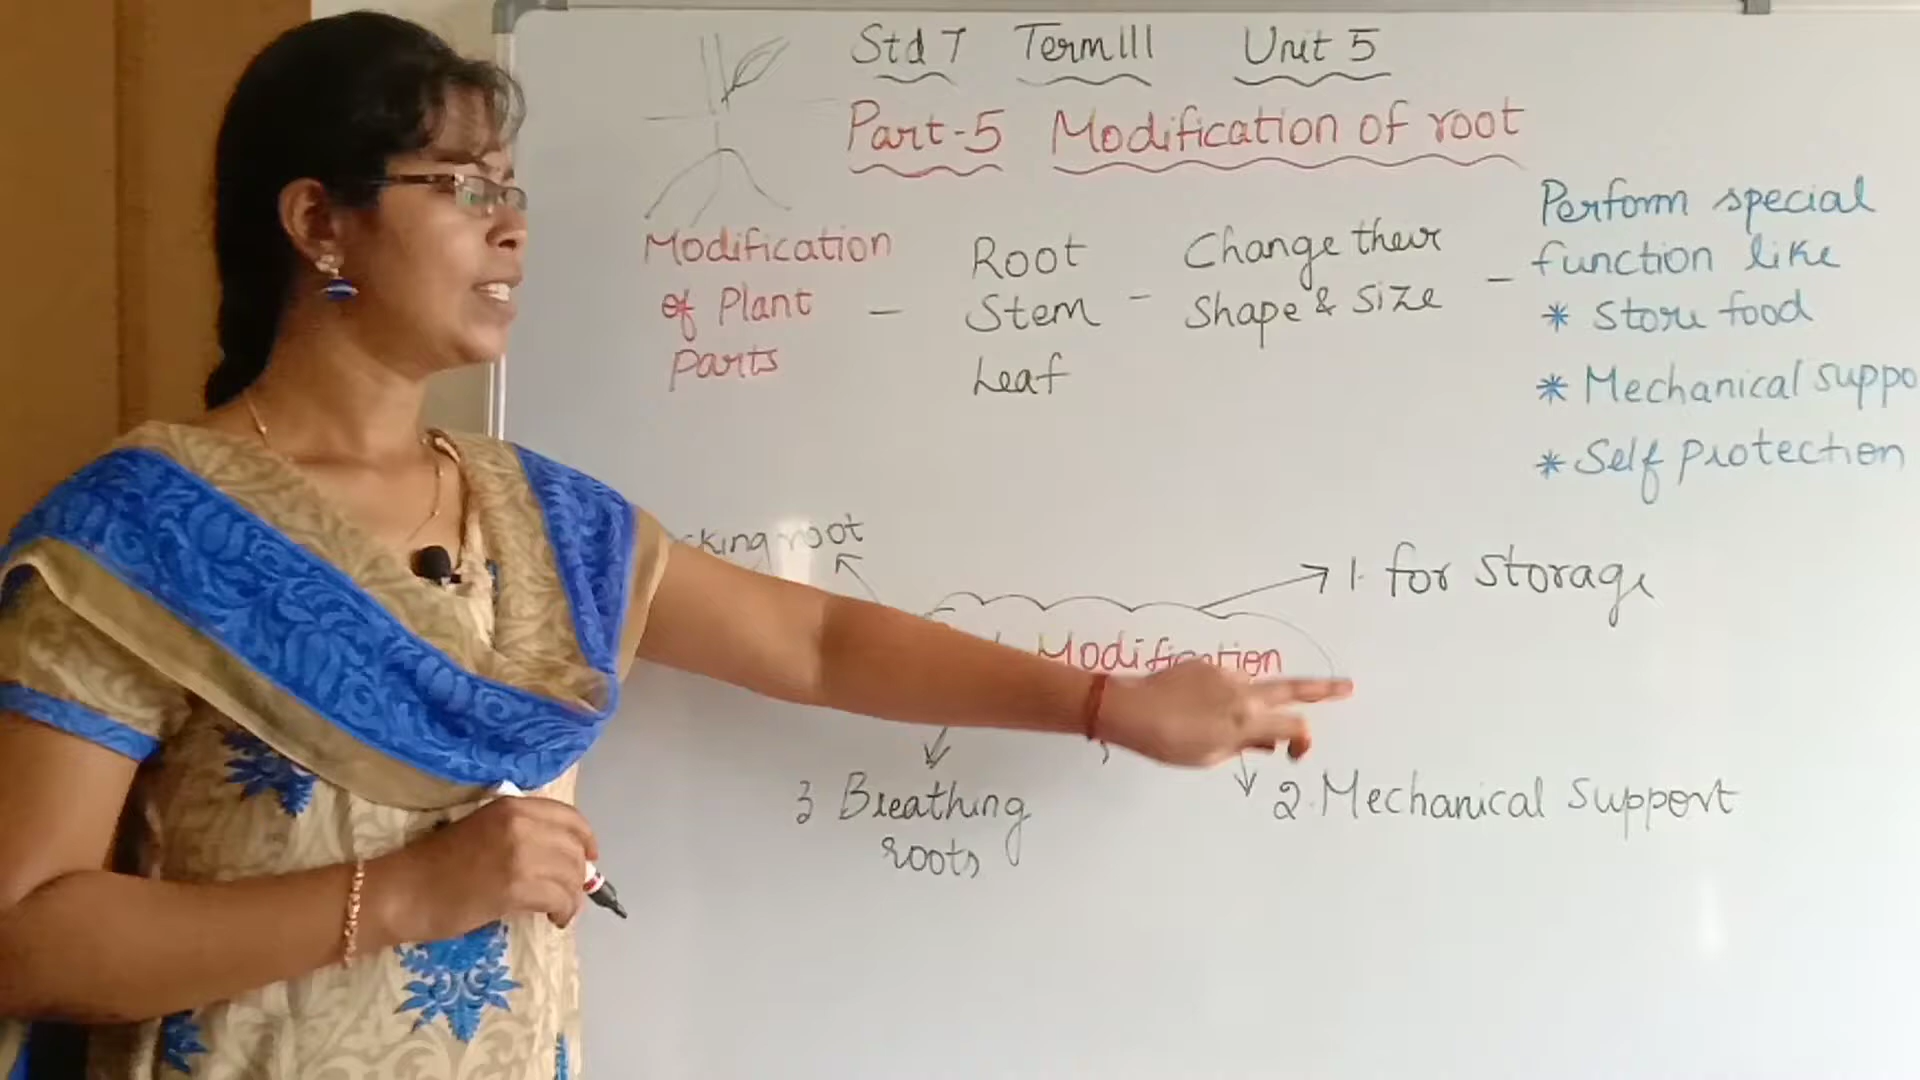 Std 7 Term III Unit 5
Part-5 Modification of root
Modification
of Plant
Parts
-
Root
Stem
Leaf
-
Change their
Shape & Size
-
Perform special
function like
* Store food
* Mechanical suppo
* Self protection
root
1. for storage
Modification
3 Breathing
roots
2. Mechanical Support